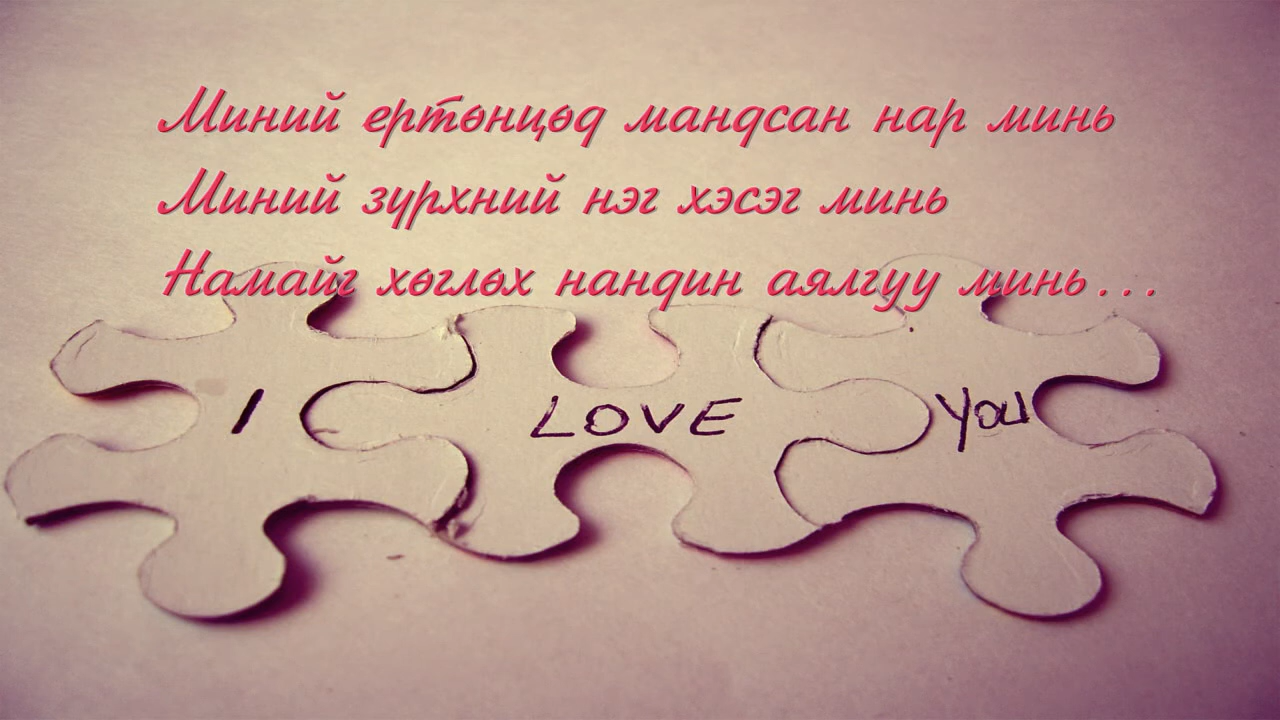 Миний ертөнцөд мандсан нар минь
Миний зүрхний нэг хэсэг минь
Намайг хөглөх нандин аялгуу минь...
I LOVE You